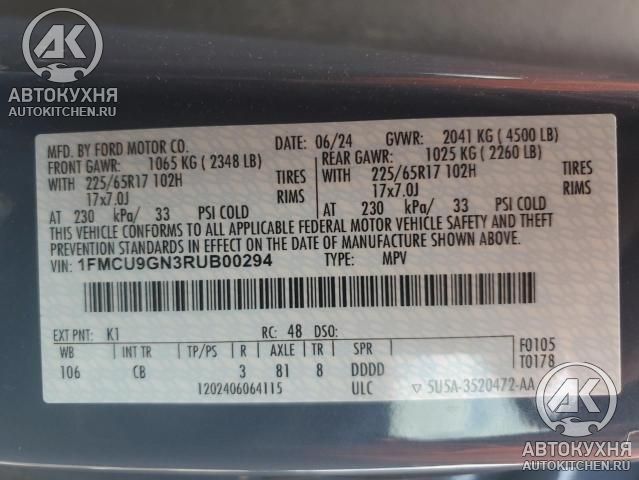 AK
АВТОКУХНЯ
AUTOKITCHEN.RU
MFD. BY FORD MOTOR CO. DATE: 06/24 GVWR: 2041 KG ( 4500 LB)
FRONT GAWR: 1065 KG ( 2348 LB) REAR GAWR: 1025 KG ( 2260 LB)
WITH 225/65R17 102H TIRES WITH 225/65R17 102H TIRES
17x7.0J RIMS 17x7.0J RIMS
AT 230 kPa/ 33 PSI COLD AT 230 kPa/ 33 PSI COLD
THIS VEHICLE CONFORMS TO ALL APPLICABLE FEDERAL MOTOR VEHICLE SAFETY AND THEFT
PREVENTION STANDARDS IN EFFECT ON THE DATE OF MANUFACTURE SHOWN ABOVE.
VIN: 1FMCU9GN3RUB00294 TYPE: MPV
EXT PNT: K1 RC: 48 DSO:
WB INT TR TP/PS R AXLE TR SPR F0105
106 CB 3 81 8 DDDD T0178
1202406064115 ULC ▽ 5U5A-3520472-AA
AK
АВТОКУХНЯ
AUTOKITCHEN.RU